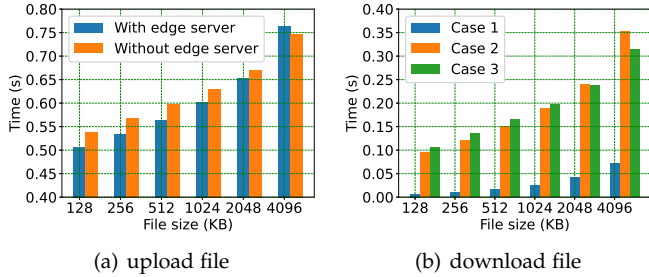 0.80
0.75
0.70
0.65
0.60
0.55
0.50
0.45
0.40
Time (s)
With edge server
Without edge server
128 256 512 1024 2048 4096
File size (KB)
(a) upload file
0.40
0.35
0.30
0.25
0.20
0.15
0.10
0.05
0.00
Time (s)
Case 1
Case 2
Case 3
128 256 512 1024 2048 4096
File size (KB)
(b) download file